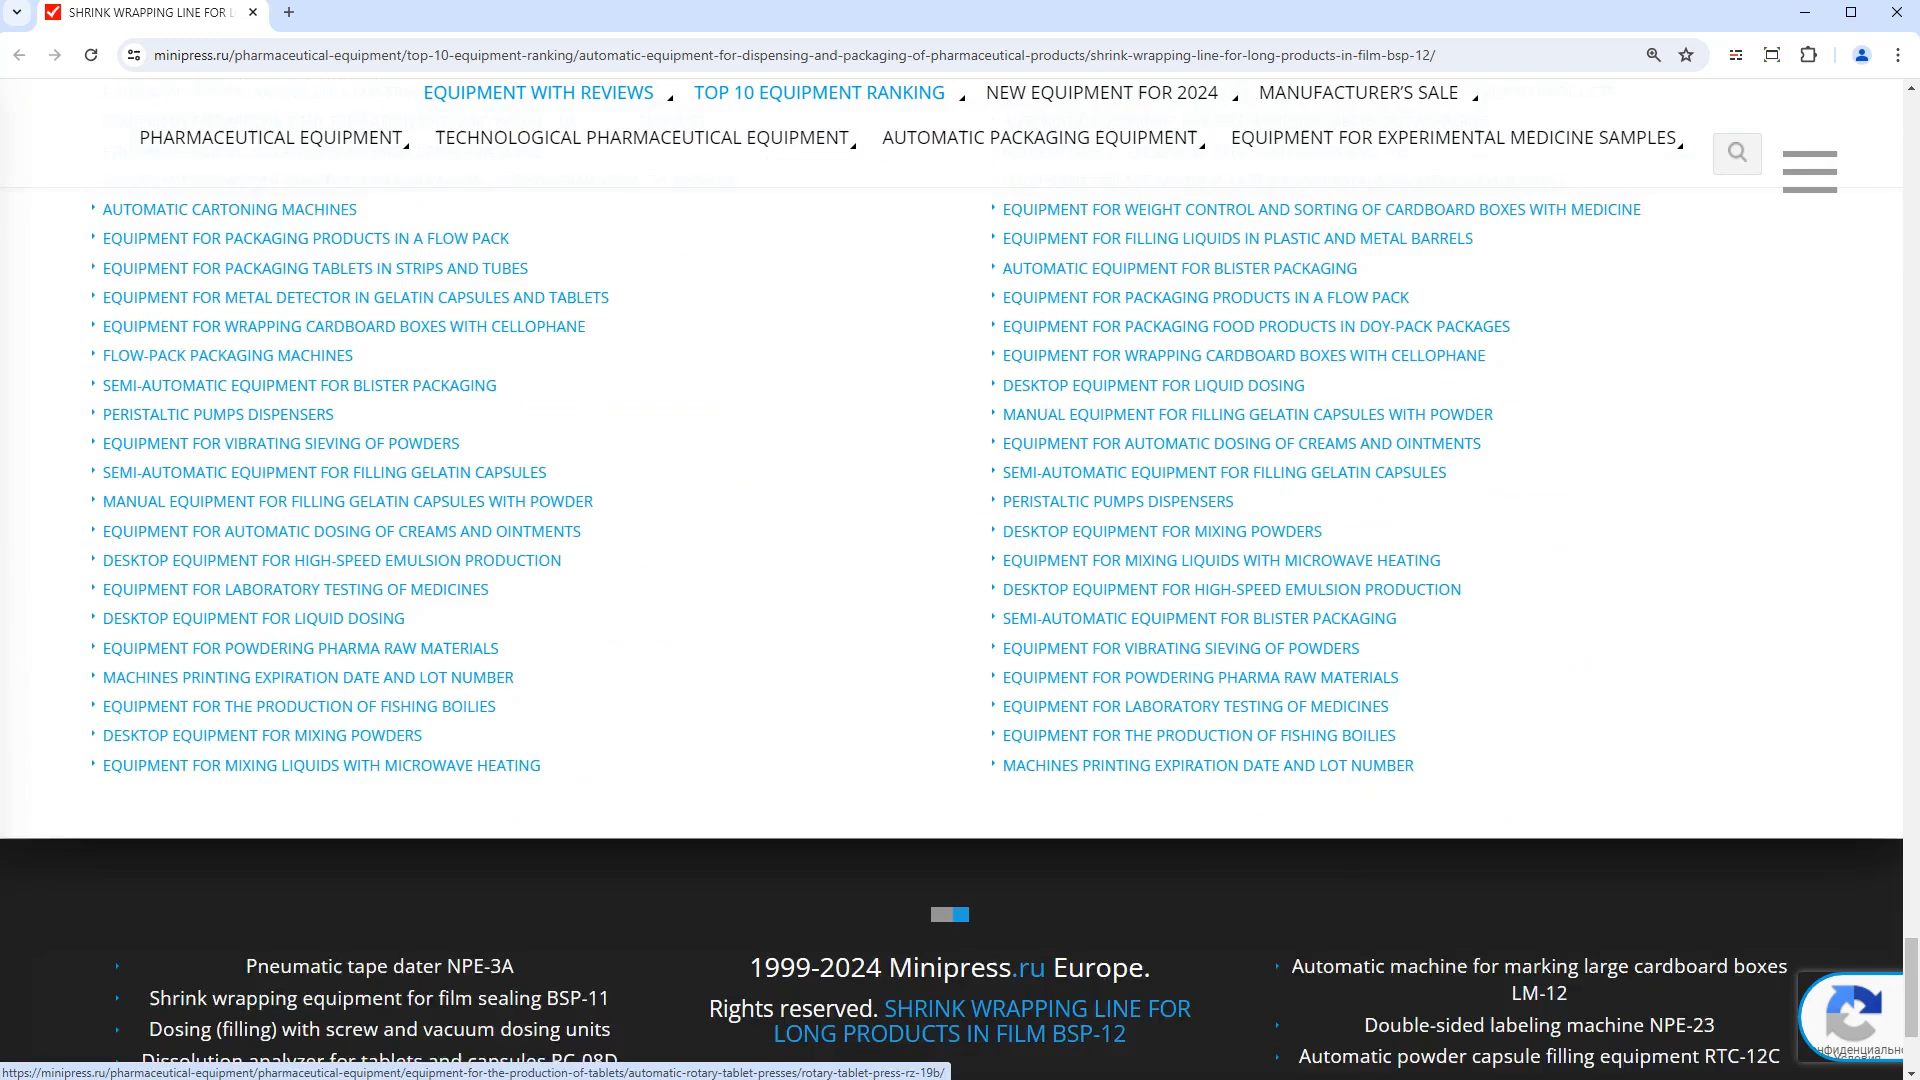 SHRINK WRAPPING LINE FOR L
minipress.ru/pharmaceutical-equipment/top-10-equipment-ranking/automatic-equipment-for-dispensing-and-packaging-of-pharmaceutical-products/shrink-wrapping-line-for-long-products-in-film-bsp-12/
EQUIPMENT WITH REVIEWS TOP 10 EQUIPMENT RANKING NEW EQUIPMENT FOR 2024 MANUFACTURER'S SALE
PHARMACEUTICAL EQUIPMENT TECHNOLOGICAL PHARMACEUTICAL EQUIPMENT AUTOMATIC PACKAGING EQUIPMENT EQUIPMENT FOR EXPERIMENTAL MEDICINE SAMPLES
AUTOMATIC CARTONING MACHINES
EQUIPMENT FOR PACKAGING PRODUCTS IN A FLOW PACK
EQUIPMENT FOR PACKAGING TABLETS IN STRIPS AND TUBES
EQUIPMENT FOR METAL DETECTOR IN GELATIN CAPSULES AND TABLETS
EQUIPMENT FOR WRAPPING CARDBOARD BOXES WITH CELLOPHANE
FLOW-PACK PACKAGING MACHINES
SEMI-AUTOMATIC EQUIPMENT FOR BLISTER PACKAGING
PERISTALTIC PUMPS DISPENSERS
EQUIPMENT FOR VIBRATING SIEVING OF POWDERS
SEMI-AUTOMATIC EQUIPMENT FOR FILLING GELATIN CAPSULES
MANUAL EQUIPMENT FOR FILLING GELATIN CAPSULES WITH POWDER
EQUIPMENT FOR AUTOMATIC DOSING OF CREAMS AND OINTMENTS
DESKTOP EQUIPMENT FOR HIGH-SPEED EMULSION PRODUCTION
EQUIPMENT FOR LABORATORY TESTING OF MEDICINES
DESKTOP EQUIPMENT FOR LIQUID DOSING
EQUIPMENT FOR POWDERING PHARMA RAW MATERIALS
MACHINES PRINTING EXPIRATION DATE AND LOT NUMBER
EQUIPMENT FOR THE PRODUCTION OF FISHING BOILIES
DESKTOP EQUIPMENT FOR MIXING POWDERS
EQUIPMENT FOR MIXING LIQUIDS WITH MICROWAVE HEATING
EQUIPMENT FOR WEIGHT CONTROL AND SORTING OF CARDBOARD BOXES WITH MEDICINE
EQUIPMENT FOR FILLING LIQUIDS IN PLASTIC AND METAL BARRELS
AUTOMATIC EQUIPMENT FOR BLISTER PACKAGING
EQUIPMENT FOR PACKAGING PRODUCTS IN A FLOW PACK
EQUIPMENT FOR PACKAGING FOOD PRODUCTS IN DOY-PACK PACKAGES
EQUIPMENT FOR WRAPPING CARDBOARD BOXES WITH CELLOPHANE
DESKTOP EQUIPMENT FOR LIQUID DOSING
MANUAL EQUIPMENT FOR FILLING GELATIN CAPSULES WITH POWDER
EQUIPMENT FOR AUTOMATIC DOSING OF CREAMS AND OINTMENTS
SEMI-AUTOMATIC EQUIPMENT FOR FILLING GELATIN CAPSULES
PERISTALTIC PUMPS DISPENSERS
DESKTOP EQUIPMENT FOR MIXING POWDERS
EQUIPMENT FOR MIXING LIQUIDS WITH MICROWAVE HEATING
DESKTOP EQUIPMENT FOR HIGH-SPEED EMULSION PRODUCTION
SEMI-AUTOMATIC EQUIPMENT FOR BLISTER PACKAGING
EQUIPMENT FOR VIBRATING SIEVING OF POWDERS
EQUIPMENT FOR POWDERING PHARMA RAW MATERIALS
EQUIPMENT FOR LABORATORY TESTING OF MEDICINES
EQUIPMENT FOR THE PRODUCTION OF FISHING BOILIES
MACHINES PRINTING EXPIRATION DATE AND LOT NUMBER
Pneumatic tape dater NPE-3A
Shrink wrapping equipment for film sealing BSP-11
Dosing (filling) with screw and vacuum dosing units
Dissolution analyzer for tablets and capsules RC-08D
1999-2024 Minipress.ru Europe.
Rights reserved. SHRINK WRAPPING LINE FOR
LONG PRODUCTS IN FILM BSP-12
Automatic machine for marking large cardboard boxes
LM-12
Double-sided labeling machine NPE-23
Automatic powder capsule filling equipment RTC-12C
https://minipress.ru/pharmaceutical-equipment/pharmaceutical-equipment/equipment-for-the-production-of-tablets/automatic-rotary-tablet-presses/rotary-tablet-press-rz-19b/